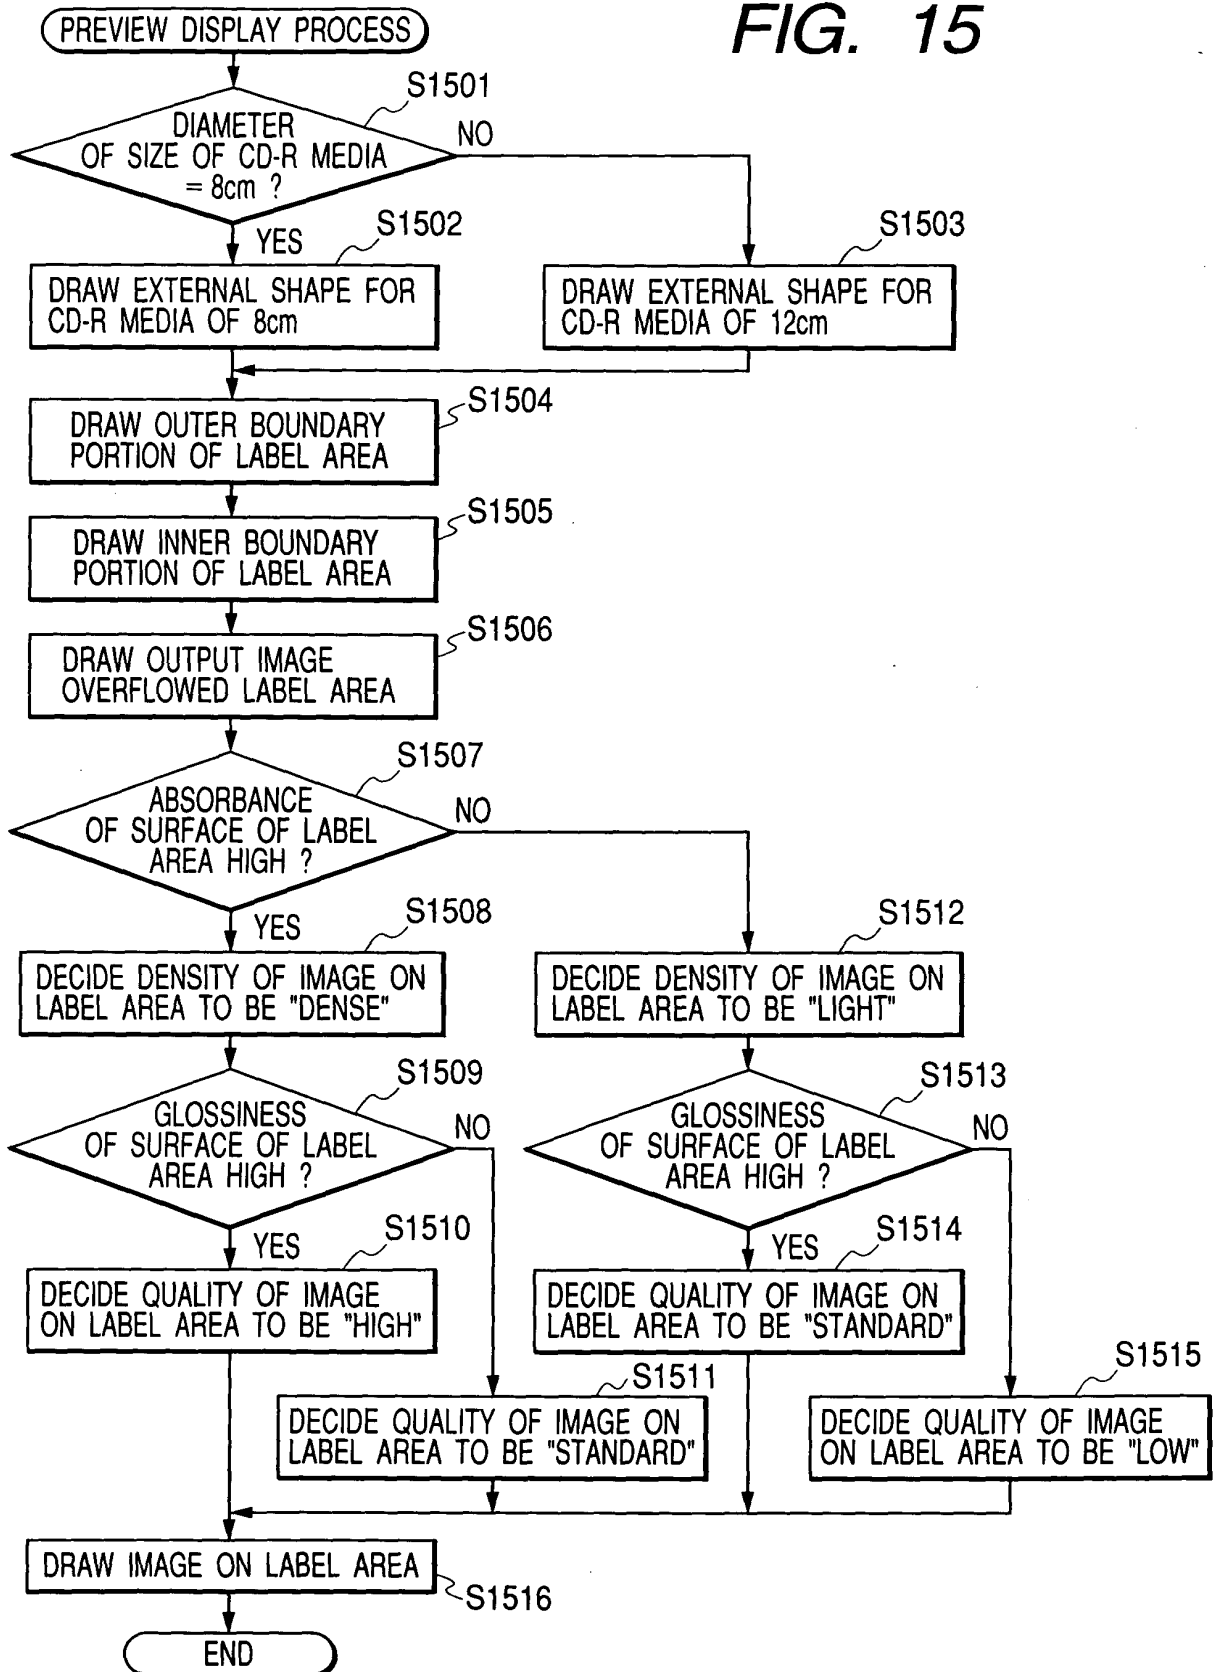 FIG. 15
PREVIEW DISPLAY PROCESS
S1501
DIAMETER
OF SIZE OF CD-R MEDIA
= 8cm ?
NO
YES
S1502
DRAW EXTERNAL SHAPE FOR
CD-R MEDIA OF 8cm
S1503
DRAW EXTERNAL SHAPE FOR
CD-R MEDIA OF 12cm
S1504
DRAW OUTER BOUNDARY
PORTION OF LABEL AREA
S1505
DRAW INNER BOUNDARY
PORTION OF LABEL AREA
S1506
DRAW OUTPUT IMAGE
OVERFLOWED LABEL AREA
S1507
ABSORBANCE
OF SURFACE OF LABEL
AREA HIGH ?
NO
YES
S1508
DECIDE DENSITY OF IMAGE ON
LABEL AREA TO BE "DENSE"
S1512
DECIDE DENSITY OF IMAGE ON
LABEL AREA TO BE "LIGHT"
S1509
GLOSSINESS
OF SURFACE OF LABEL
AREA HIGH ?
NO
YES
S1513
GLOSSINESS
OF SURFACE OF LABEL
AREA HIGH ?
NO
YES
S1510
DECIDE QUALITY OF IMAGE
ON LABEL AREA TO BE "HIGH"
S1514
DECIDE QUALITY OF IMAGE ON
LABEL AREA TO BE "STANDARD"
S1511
DECIDE QUALITY OF IMAGE ON
LABEL AREA TO BE "STANDARD"
S1515
DECIDE QUALITY OF IMAGE
ON LABEL AREA TO BE "LOW"
DRAW IMAGE ON LABEL AREA
S1516
END